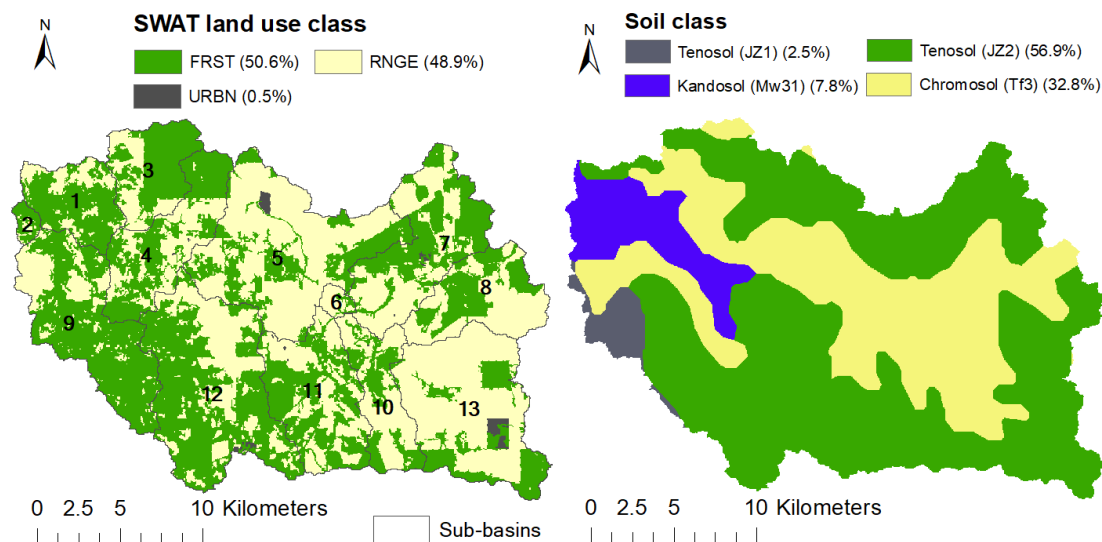 N
SWAT land use class
FRST (50.6%)
RNGE (48.9%)
URBN (0.5%)
3
1
2
4
5
7
8
6
9
12
11
10
13
0 2.5 5 10 Kilometers
Sub-basins
N
Soil class
Tenosol (JZ1) (2.5%)
Tenosol (JZ2) (56.9%)
Kandosol (Mw31) (7.8%)
Chromosol (Tf3) (32.8%)
0 2.5 5 10 Kilometers